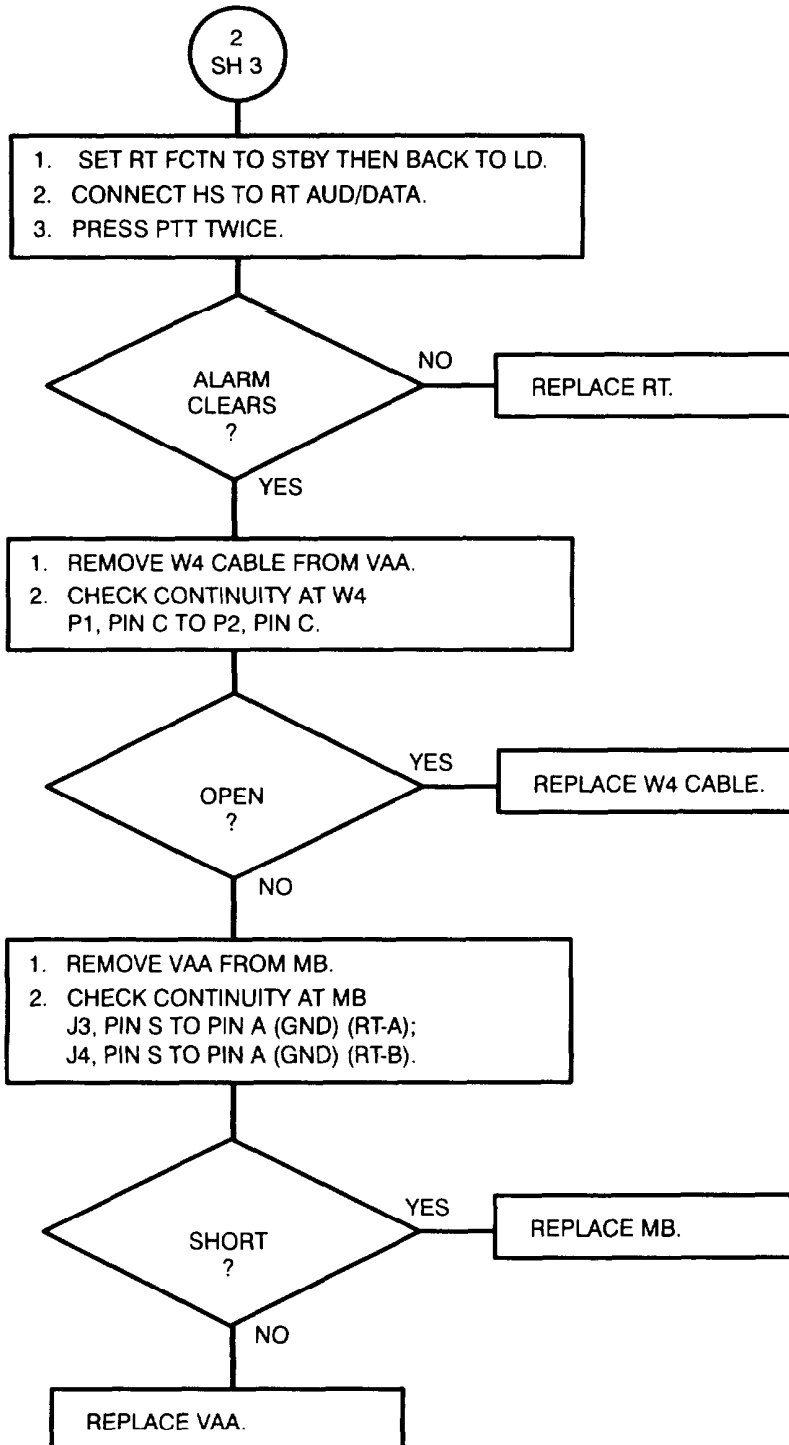 2
SH 3
1. SET RT FCTN TO STBY THEN BACK TO LD.
2. CONNECT HS TO RT AUD/DATA.
3. PRESS PTT TWICE.
ALARM
CLEARS
?
NO
REPLACE RT.
YES
1. REMOVE W4 CABLE FROM VAA.
2. CHECK CONTINUITY AT W4
P1, PIN C TO P2, PIN C.
OPEN
?
YES
REPLACE W4 CABLE.
NO
1. REMOVE VAA FROM MB.
2. CHECK CONTINUITY AT MB
J3, PIN S TO PIN A (GND) (RT-A);
J4, PIN S TO PIN A (GND) (RT-B).
SHORT
?
YES
REPLACE MB.
NO
REPLACE VAA.